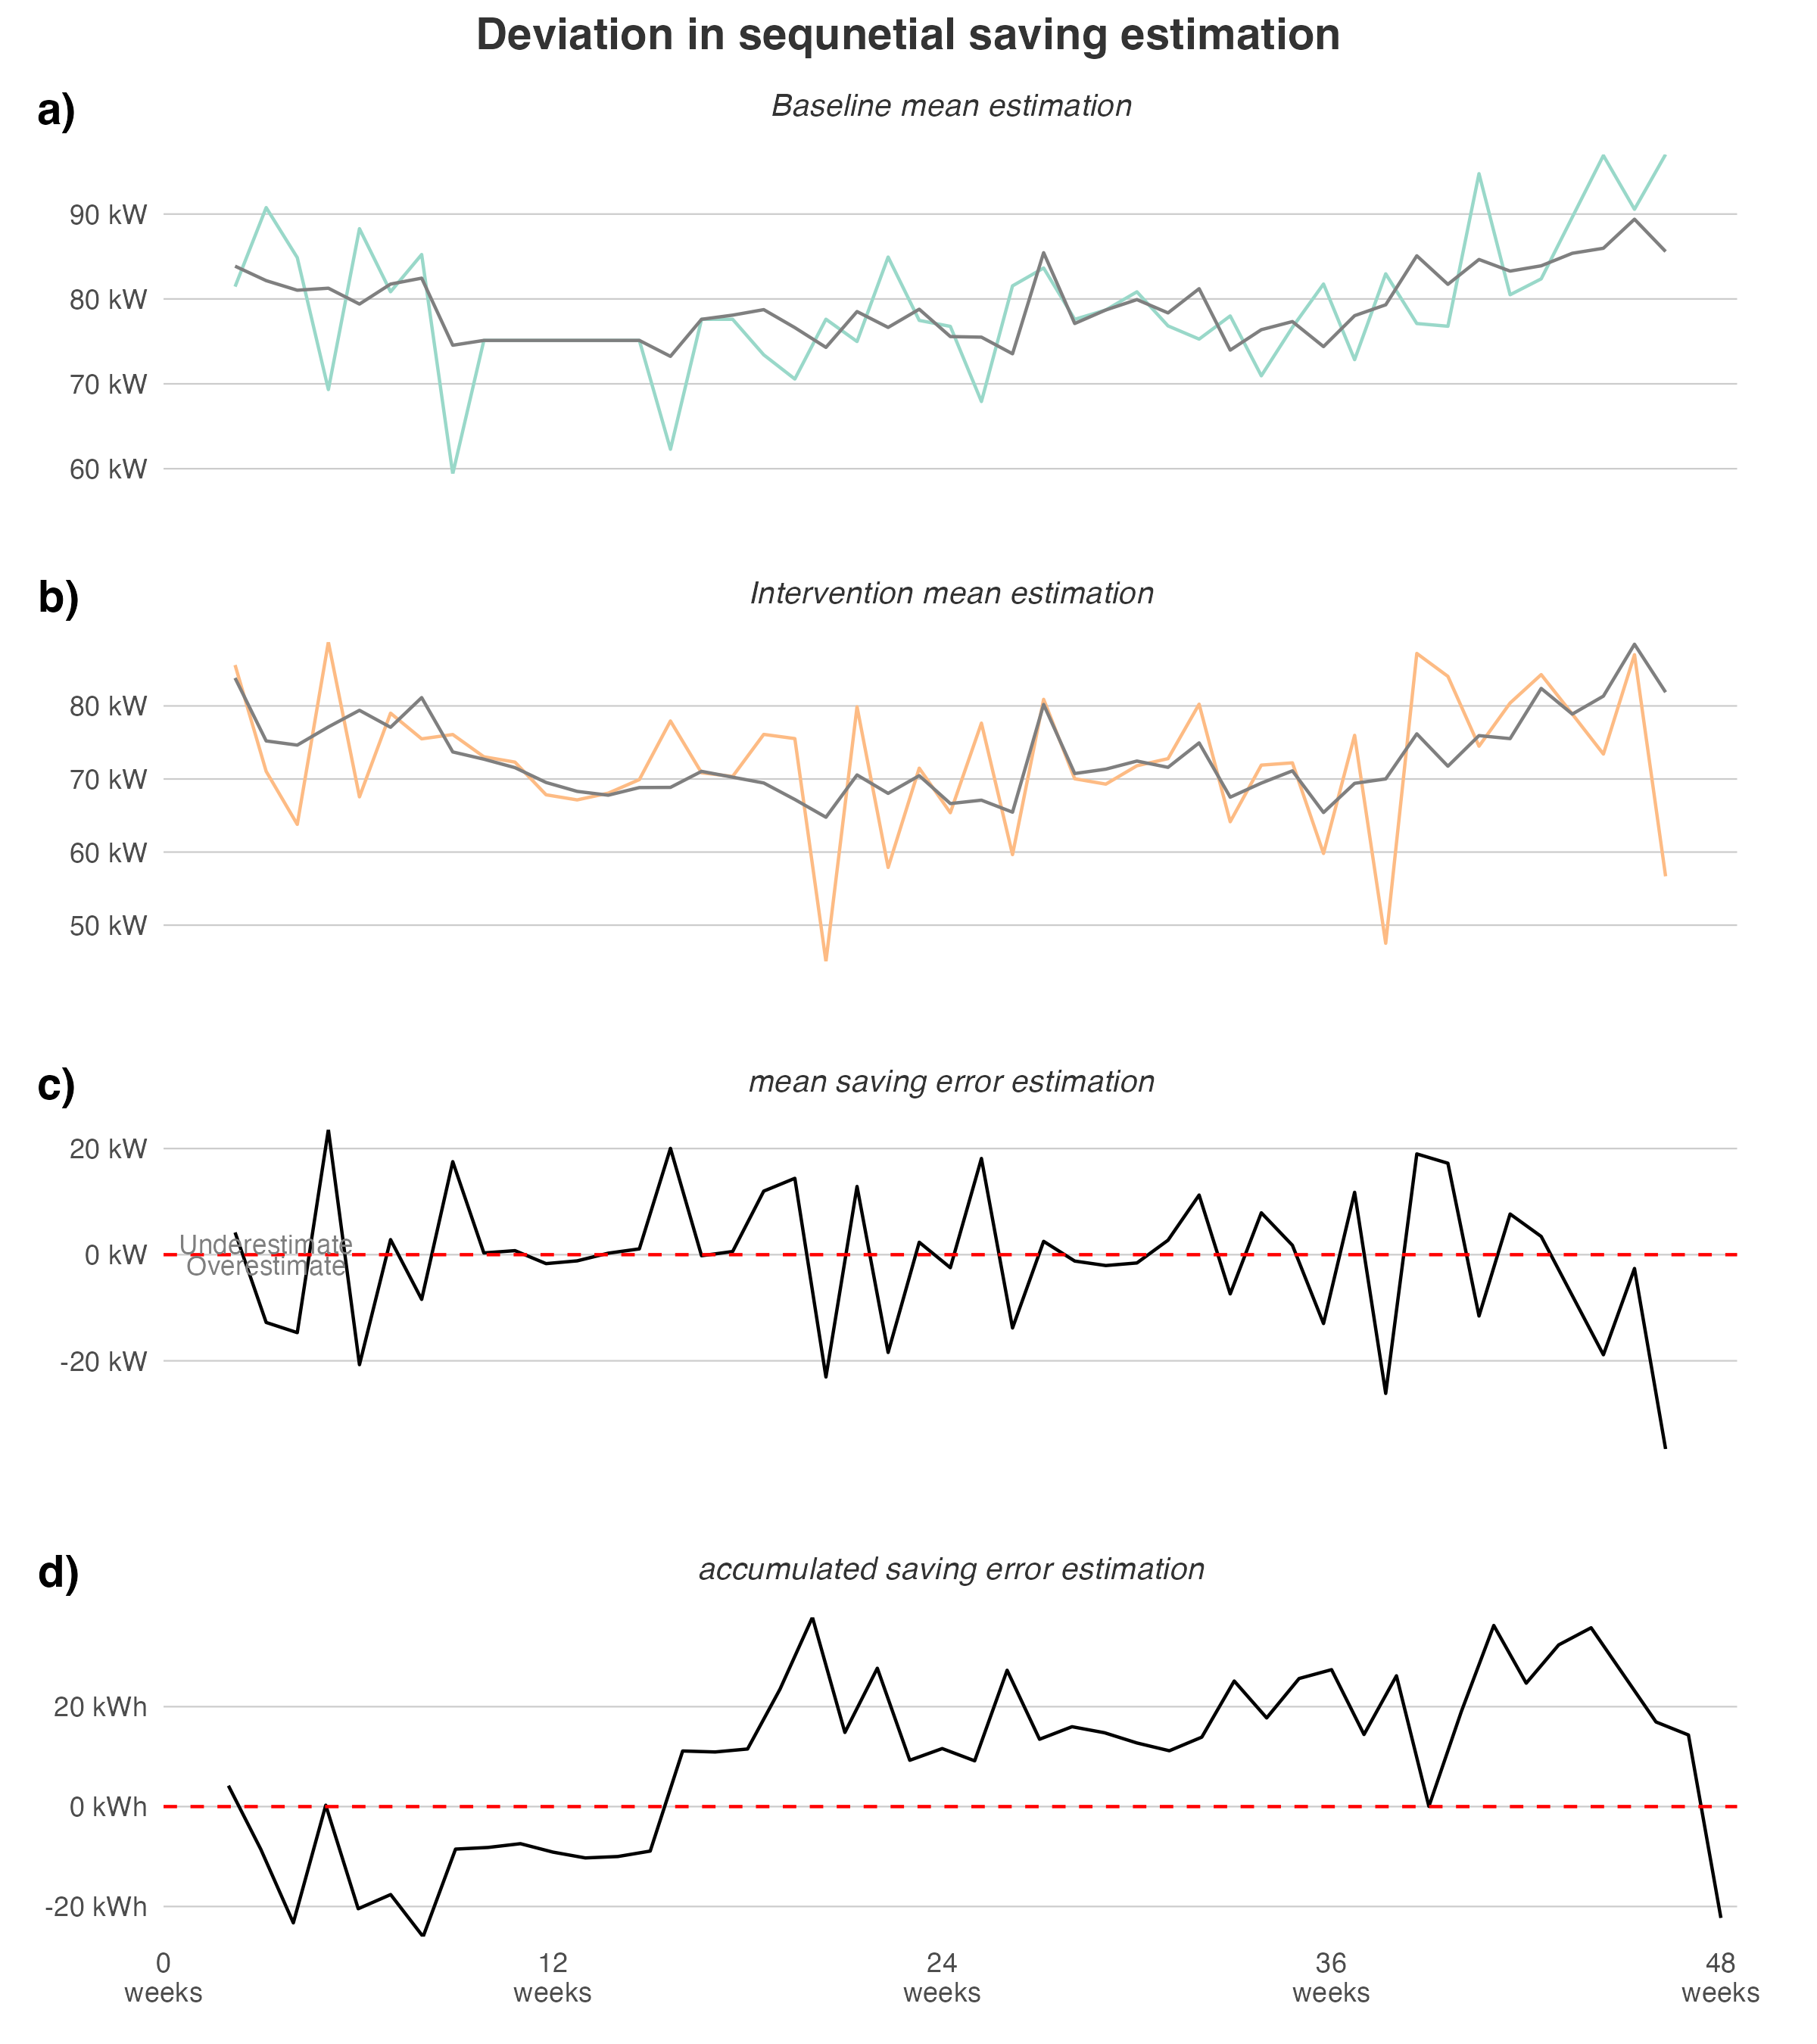 Deviation in sequnetial saving estimation
a)
Baseline mean estimation
90 kW
80 kW
70 kW
60 kW
b)
Intervention mean estimation
80 kW
70 kW
60 kW
50 kW
c)
mean saving error estimation
20 kW
Underestimate
0 kW
Overestimate
-20 kW
d)
accumulated saving error estimation
20 kWh
0 kWh
-20 kWh
0 12 24 36 48
weeks weeks weeks weeks weeks